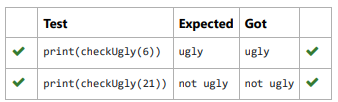 Test Expected Got
print(checkUgly(6)) ugly ugly
print(checkUgly(21)) not ugly not ugly